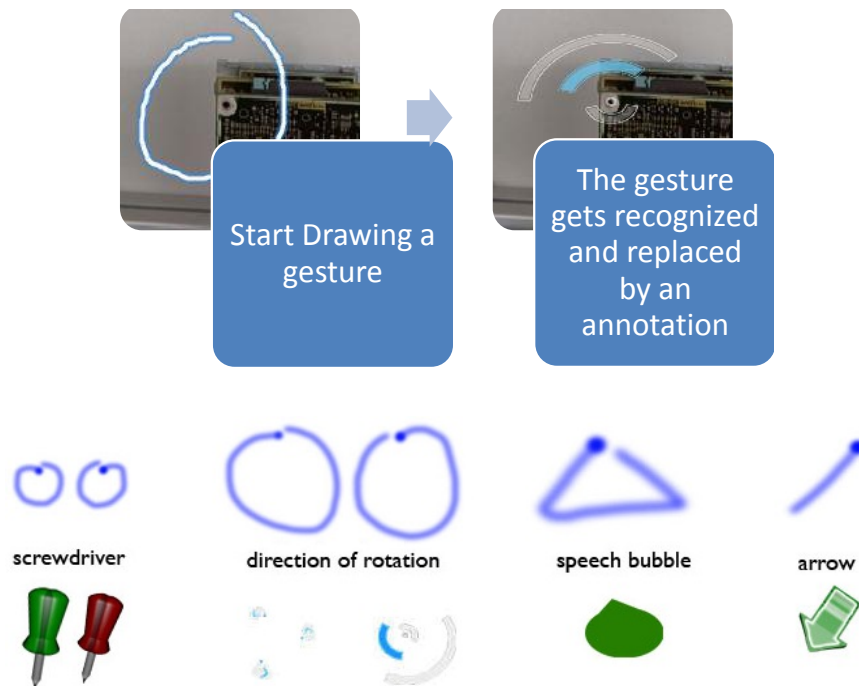 Start Drawing a
gesture
The gesture
gets recognized
and replaced
by an
annotation
screwdriver
direction of rotation
speech bubble
arrow